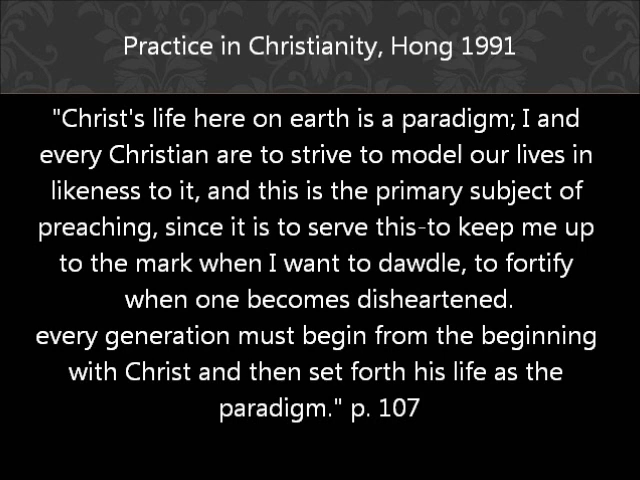 Practice in Christianity, Hong 1991
"Christ's life here on earth is a paradigm; I and
every Christian are to strive to model our lives in
likeness to it, and this is the primary subject of
preaching, since it is to serve this-to keep me up
to the mark when I want to dawdle, to fortify
when one becomes disheartened.
every generation must begin from the beginning
with Christ and then set forth his life as the
paradigm." p. 107